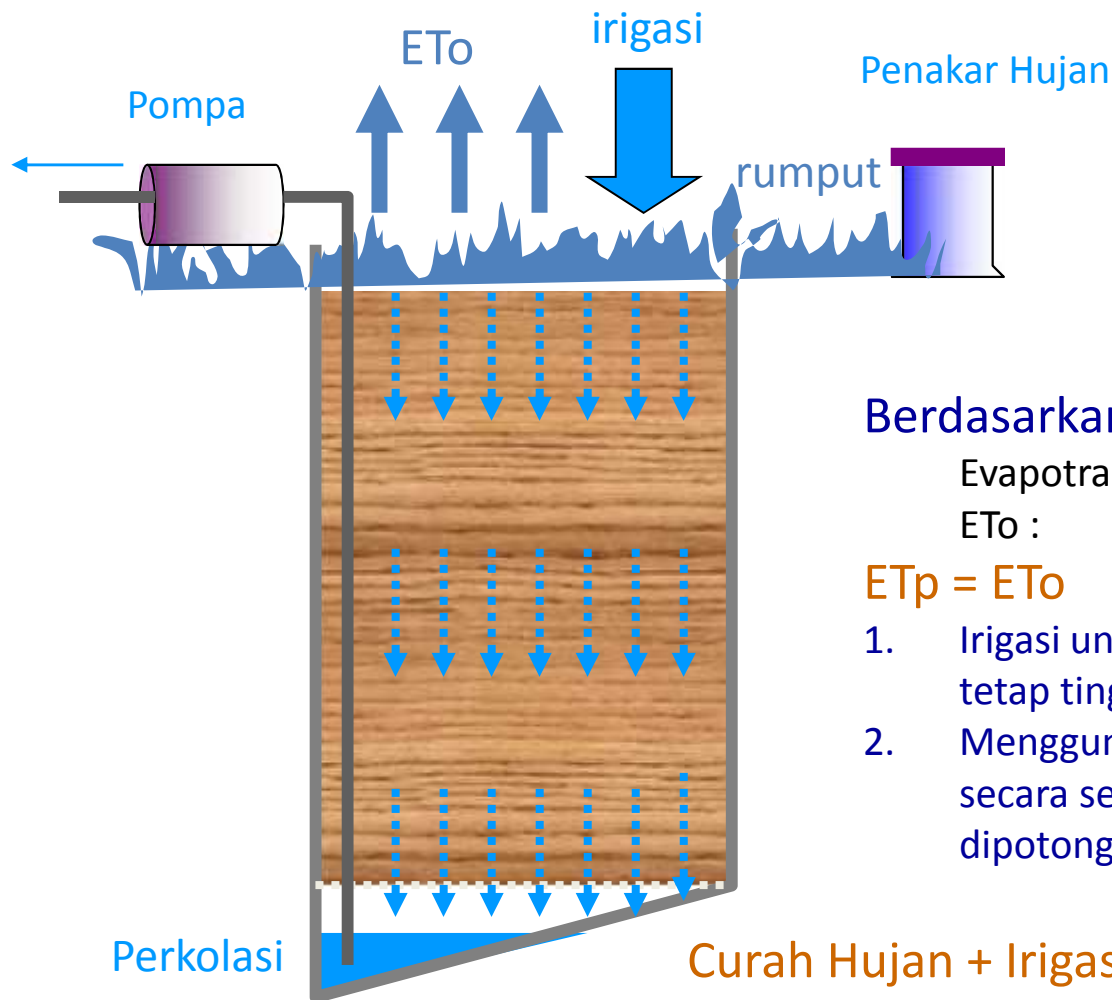 irigasi
ETo
Penakar Hujan
Pompa
rumput
Berdasarkan
Evapotra
ETo :
ETp = ETo
1. Irigasi un
tetap ting
2. Menggun
secara se
dipotong
Perkolasi
Curah Hujan + Irigas